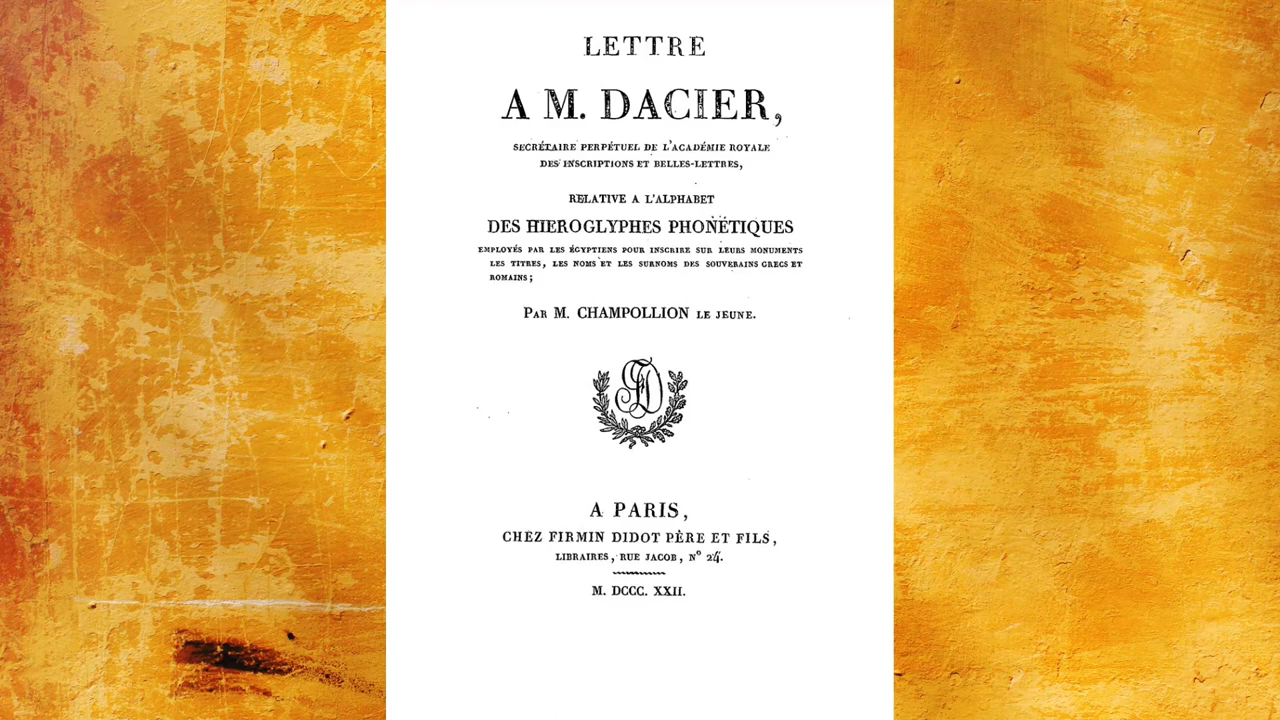 LETTRE
A M. DACIER,
SECRÉTAIRE PERPÉTUEL DE L'ACADÉMIE ROYALE
DES INSCRIPTIONS ET BELLES-LETTRES,
RELATIVE A L'ALPHABET
DES HIEROGLYPHES PHONÉTIQUES
EMPLOYÉS PAR LES ÉGYPTIENS POUR INSCRIRE SUR LEURS MONUMENTS
LES TITRES, LES NOMS ET LES SURNOMS DES SOUVERAINS GRECS ET
ROMAINS;
PAR M. CHAMPOLLION LE JEUNE.
A PARIS,
CHEZ FIRMIN DIDOT PÈRE ET FILS,
LIBRAIRES, RUE JACOB, Nº 24.
M. DCCC. XXII.